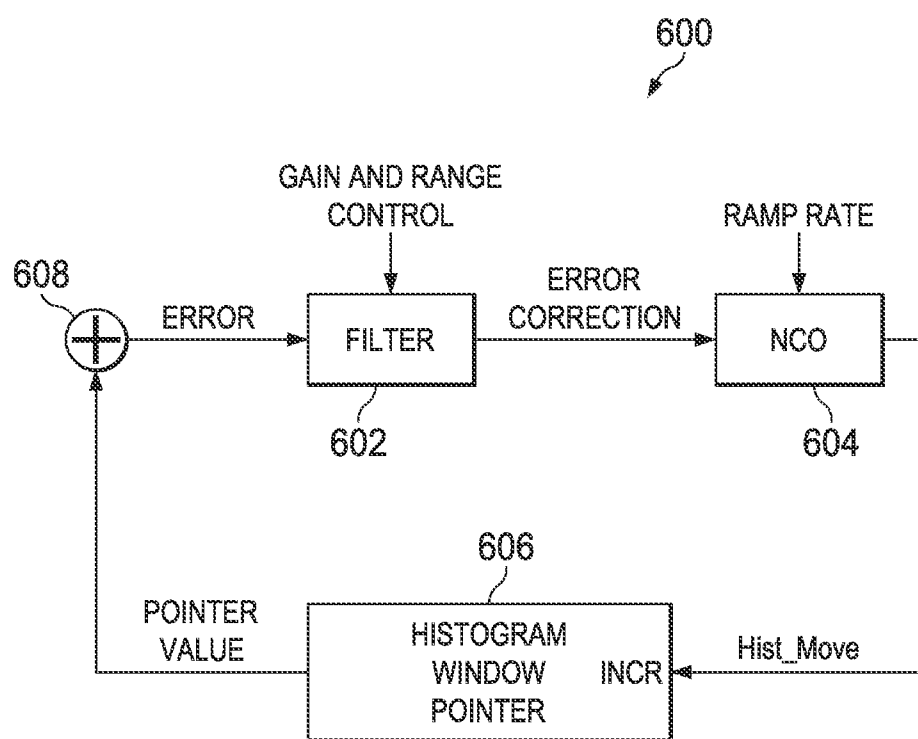 600
GAIN AND RANGE
CONTROL
RAMP RATE
608
ERROR
FILTER
ERROR
CORRECTION
NCO
602
604
606
POINTER
VALUE
HISTOGRAM
WINDOW
POINTER
INCR
Hist_Move